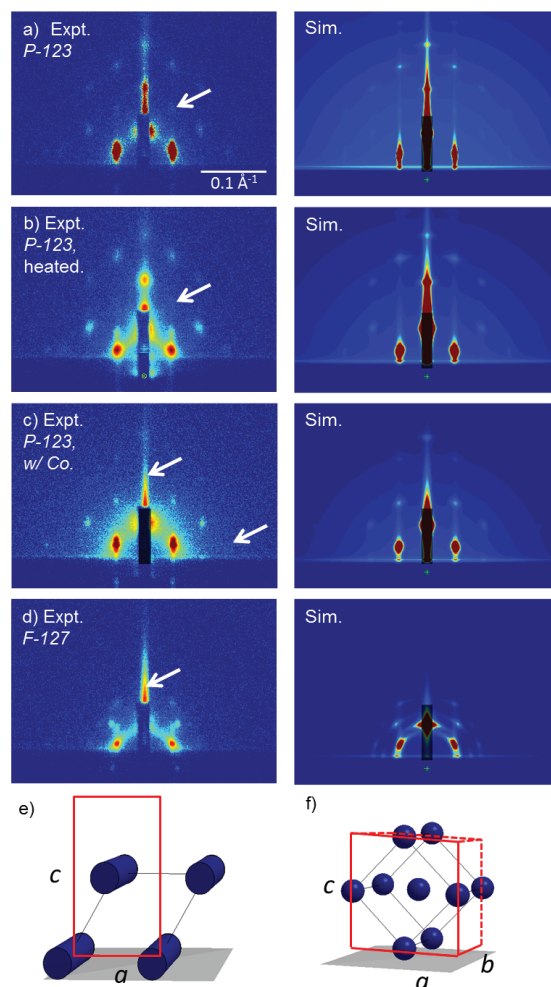 a) Expt.
P-123
Sim.
0.1 Å⁻¹
b) Expt.
P-123,
heated.
Sim.
c) Expt.
P-123,
w/ Co.
Sim.
d) Expt.
F-127
Sim.
e)
c
a
f)
c
b
a